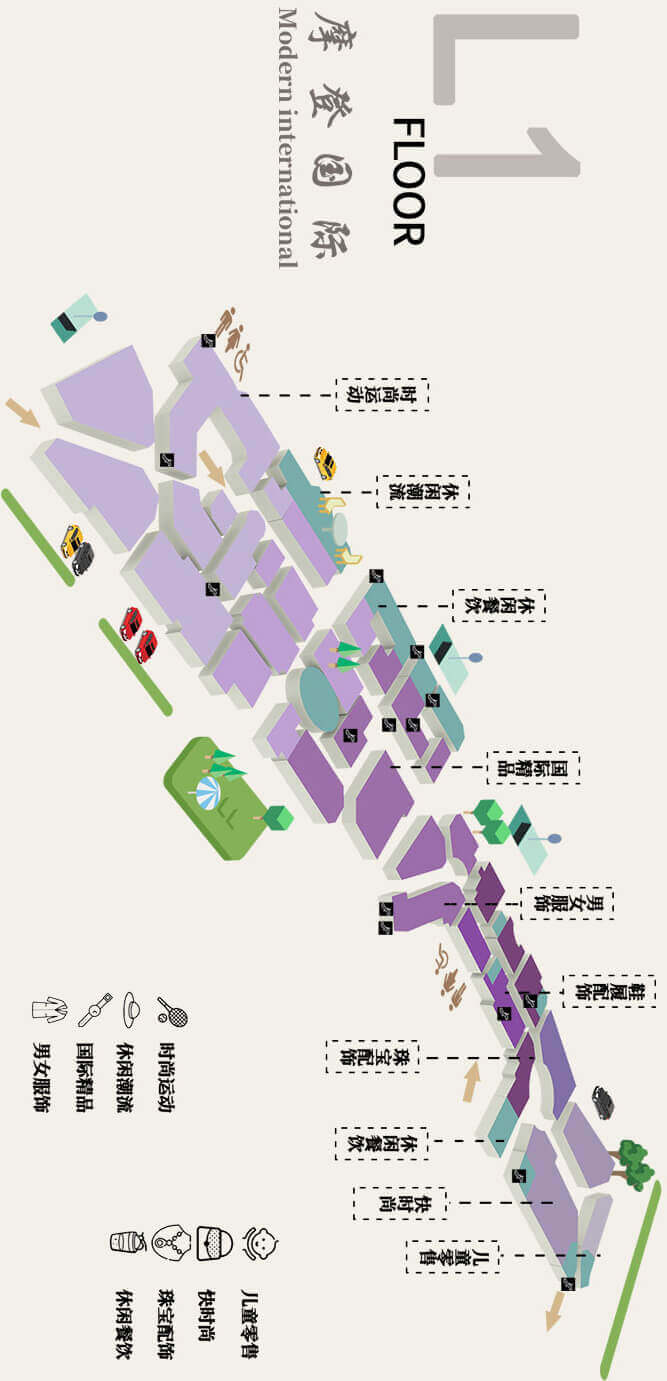 L1
FLOOR
摩登国际
Modern international
时尚运动
休闲潮流
休闲餐饮
国际精品
男女服饰
鞋履配饰
珠宝配饰
休闲餐饮
快时尚
儿童零售
时尚运动
休闲潮流
国际精品
男女服饰
儿童零售
快时尚
珠宝配饰
休闲餐饮